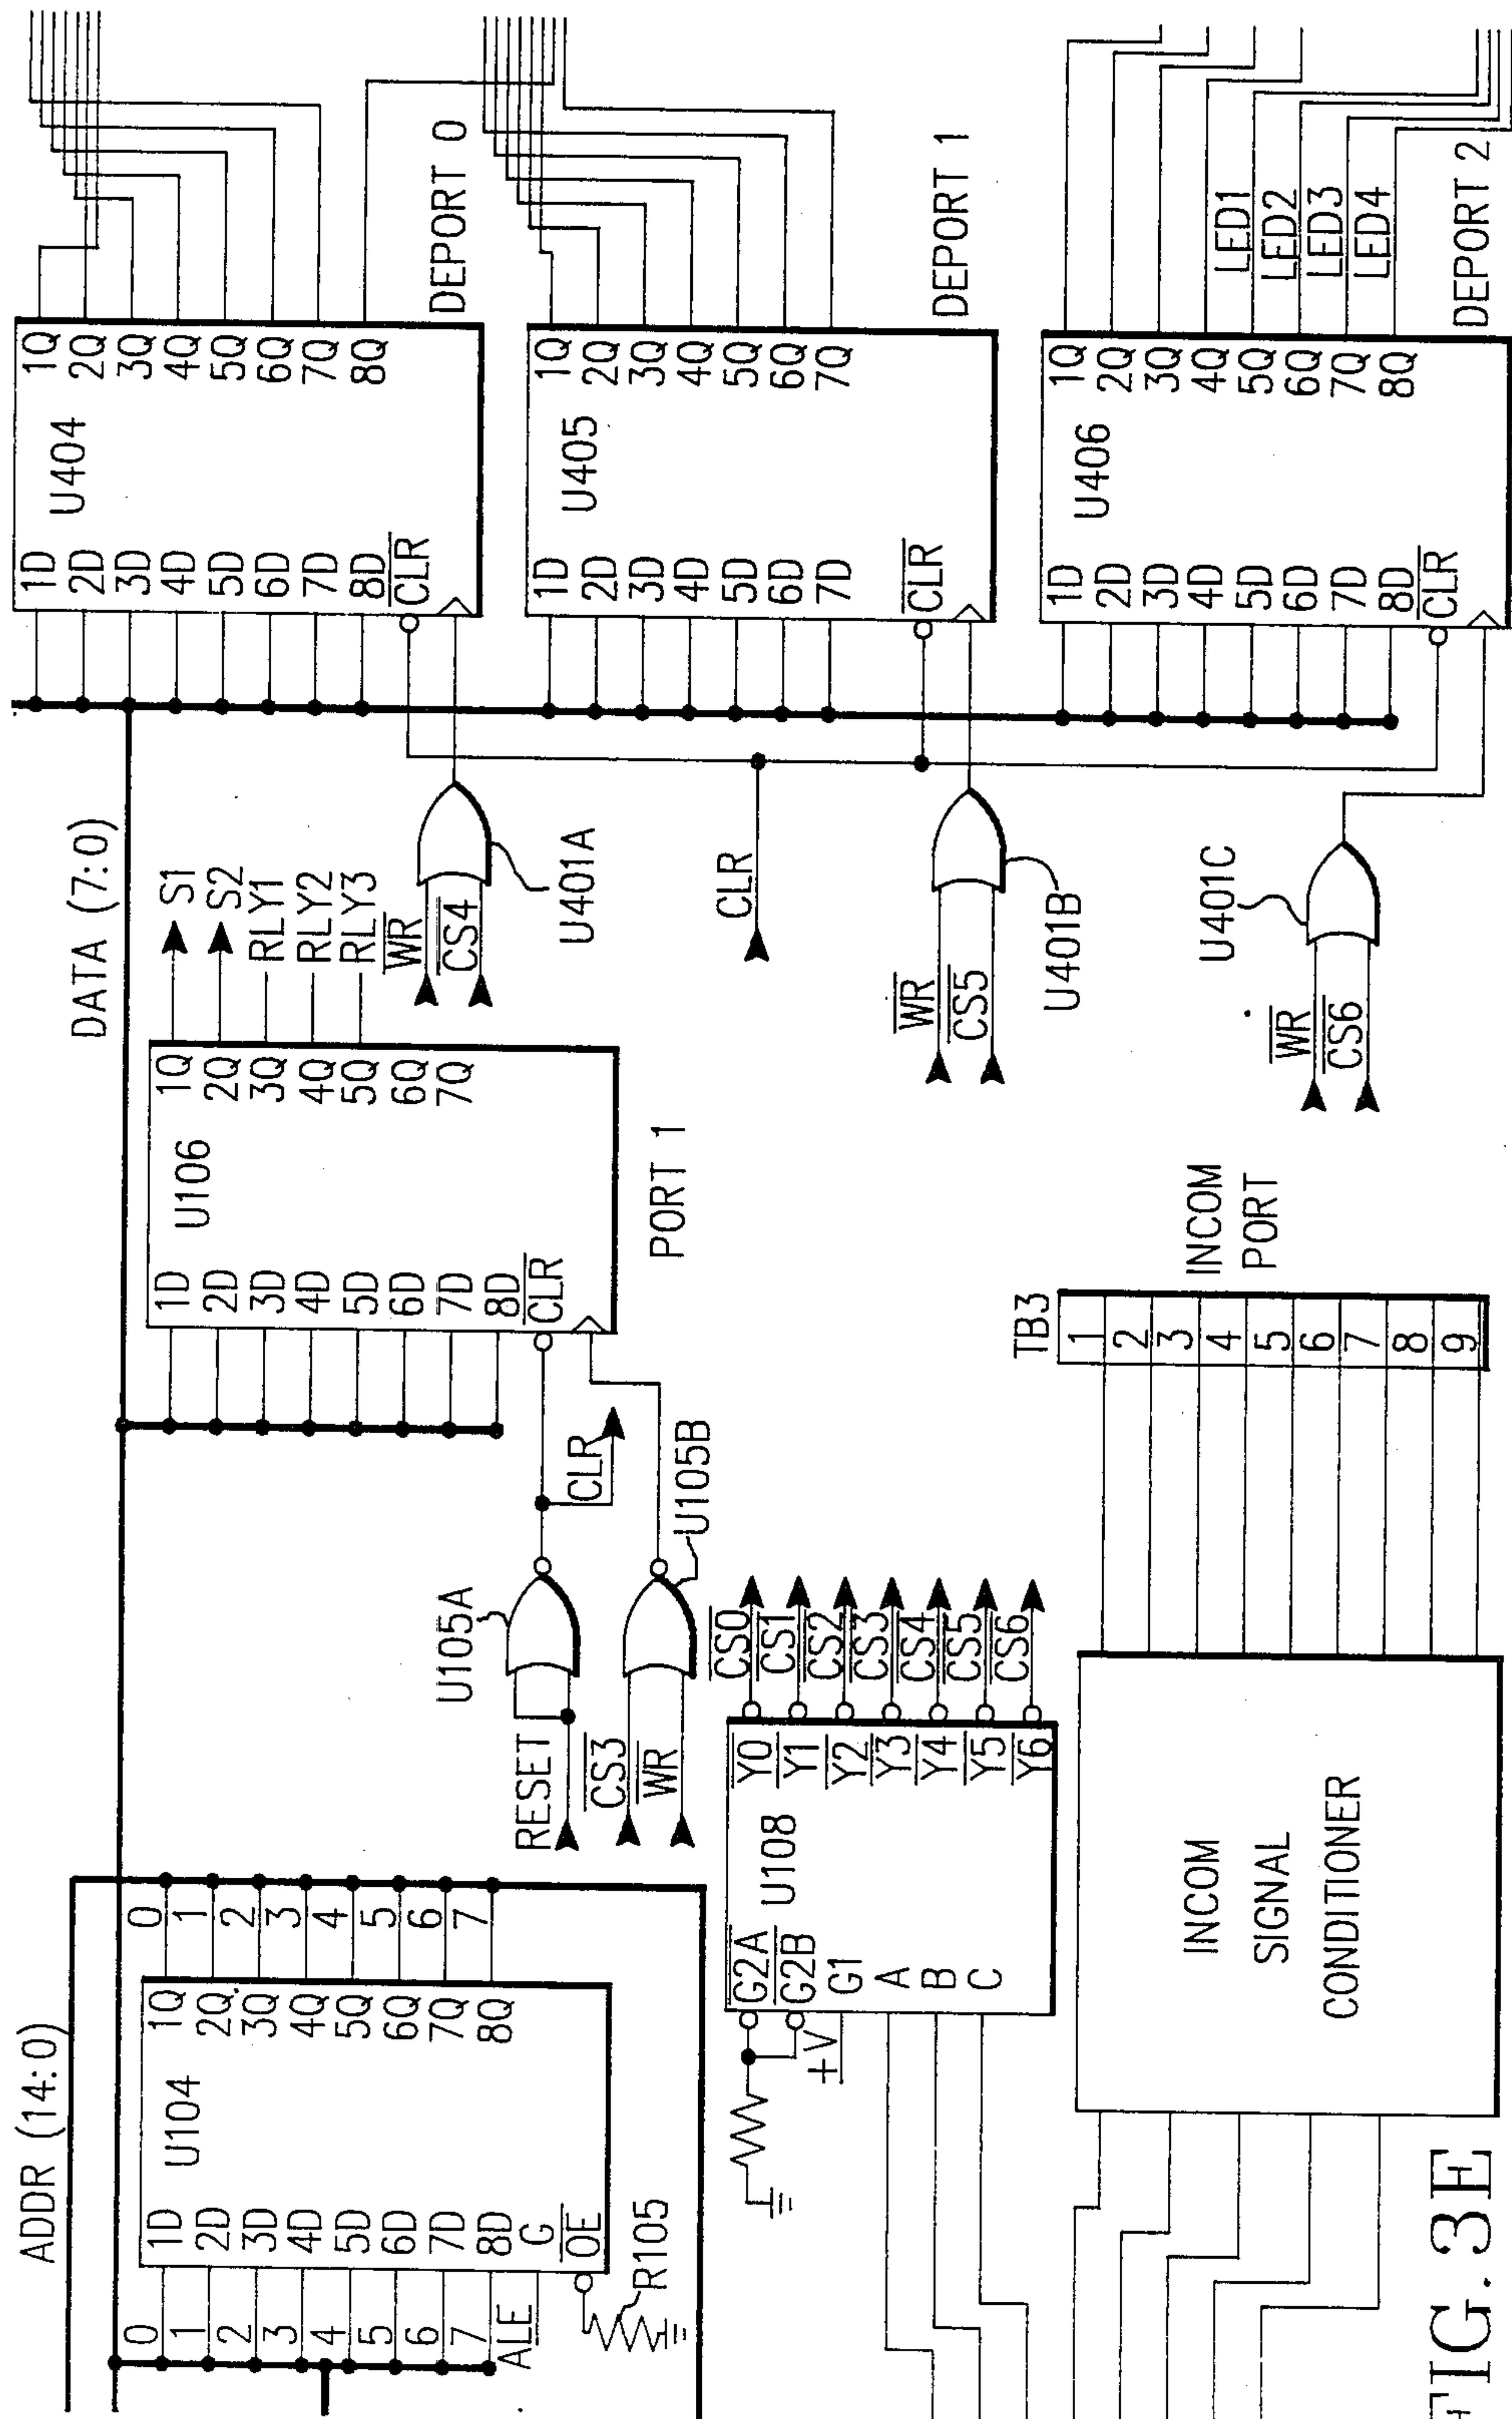 ADDR (14:0)
DATA (7:0)
U104
0
1
2
3
4
5
6
7
ALE
1D
2D
3D
4D
5D
6D
7D
8D
G
OE
R105
1Q
2Q
3Q
4Q
5Q
6Q
7Q
8Q
0
1
2
3
4
5
6
7
RESET
U105A
CS3
WR
U105B
CLR
U106
1D
2D
3D
4D
5D
6D
7D
8D
CLR
1Q
2Q
3Q
4Q
5Q
6Q
7Q
S1
S2
RLY1
RLY2
RLY3
PORT 1
WR
CS4
U401A
CLR
U404
1D
2D
3D
4D
5D
6D
7D
8D
CLR
1Q
2Q
3Q
4Q
5Q
6Q
7Q
8Q
DEPORT 0
WR
CS5
U401B
U405
1D
2D
3D
4D
5D
6D
7D
CLR
1Q
2Q
3Q
4Q
5Q
6Q
7Q
DEPORT 1
WR
CS6
U401C
U406
1D
2D
3D
4D
5D
6D
7D
8D
CLR
1Q
2Q
3Q
4Q
5Q
6Q
7Q
8Q
LED1
LED2
LED3
LED4
DEPORT 2
U108
G2A
G2B
G1
+V
A
B
C
Y0
Y1
Y2
Y3
Y4
Y5
Y6
CS0
CS1
CS2
CS3
CS4
CS5
CS6
INCOM
SIGNAL
CONDITIONER
TB3
1
2
3
4
5
6
7
8
9
INCOM
PORT
FIG. 3E